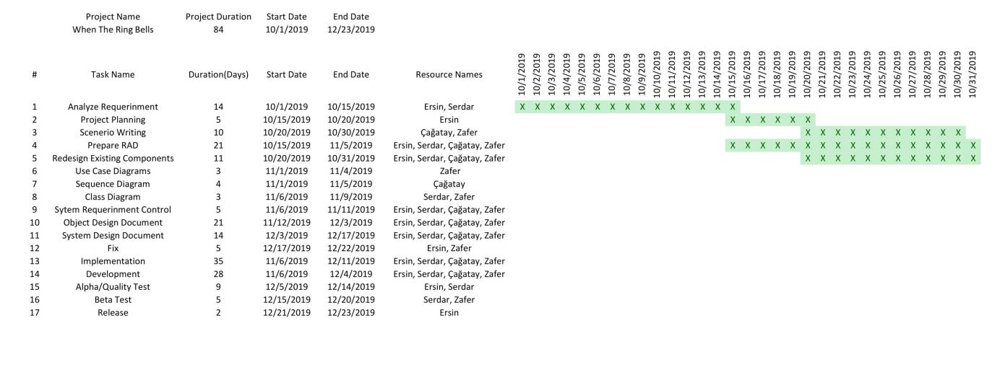 Project Name Project Duration Start Date End Date
When The Ring Bells 84 10/1/2019 12/23/2019
# Task Name Duration(Days) Start Date End Date Resource Names 10/1/2019 10/2/2019 10/3/2019 10/4/2019 10/5/2019 10/6/2019 10/7/2019 10/8/2019 10/9/2019 10/10/2019 10/11/2019 10/12/2019 10/13/2019 10/14/2019 10/15/2019 10/16/2019 10/17/2019 10/18/2019 10/19/2019 10/20/2019 10/21/2019 10/22/2019 10/23/2019 10/24/2019 10/25/2019 10/26/2019 10/27/2019 10/28/2019 10/29/2019 10/30/2019 10/31/2019
1 Analyze Requerinment 14 10/1/2019 10/15/2019 Ersin, Serdar X X X X X X X X X X X X X X X
2 Project Planning 5 10/15/2019 10/20/2019 Ersin X X X X X X
3 Scenerio Writing 10 10/20/2019 10/30/2019 Çağatay, Zafer X X X X X X X X X X X
4 Prepare RAD 21 10/15/2019 11/5/2019 Ersin, Serdar, Çağatay, Zafer X X X X X X X X X X X X X X X X X
5 Redesign Existing Components 11 10/20/2019 10/31/2019 Ersin, Serdar, Çağatay, Zafer X X X X X X X X X X X X
6 Use Case Diagrams 3 11/1/2019 11/4/2019 Zafer
7 Sequence Diagram 4 11/1/2019 11/5/2019 Çağatay
8 Class Diagram 3 11/6/2019 11/9/2019 Serdar, Zafer
9 Sytem Requerinment Control 5 11/6/2019 11/11/2019 Ersin, Serdar, Çağatay, Zafer
10 Object Design Document 21 11/12/2019 12/3/2019 Ersin, Serdar, Çağatay, Zafer
11 System Design Document 14 12/3/2019 12/17/2019 Ersin, Serdar, Çağatay, Zafer
12 Fix 5 12/17/2019 12/22/2019 Ersin, Zafer
13 Implementation 35 11/6/2019 12/11/2019 Ersin, Serdar, Çağatay, Zafer
14 Development 28 11/6/2019 12/4/2019 Ersin, Serdar, Çağatay, Zafer
15 Alpha/Quality Test 9 12/5/2019 12/14/2019 Ersin, Serdar
16 Beta Test 5 12/15/2019 12/20/2019 Serdar, Zafer
17 Release 2 12/21/2019 12/23/2019 Ersin